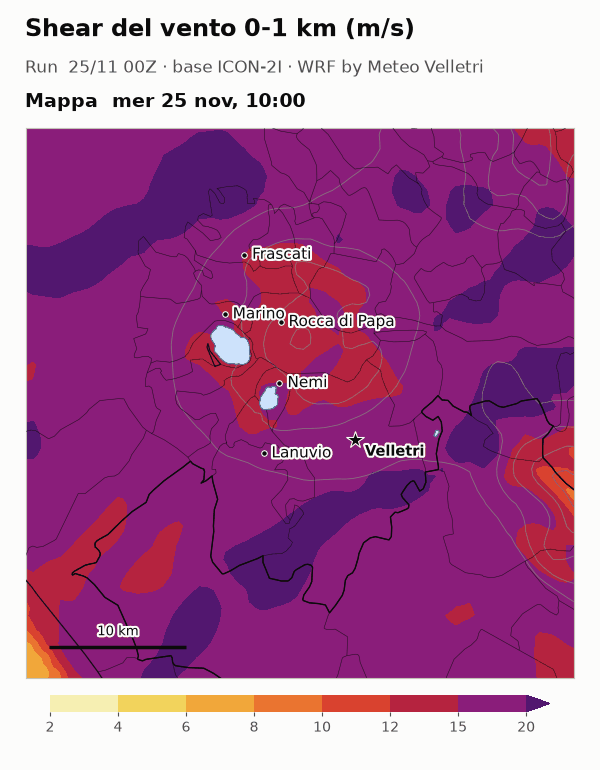 Shear del vento 0-1 km (m/s)
Run  25/11 00Z · base ICON-2I · WRF by Meteo Velletri
Mappa  mer 25 nov, 10:00
Frascati
Marino
Rocca di Papa
Nemi
Velletri
Lanuvio
10 km
2 4 6 8 10 12 15 20